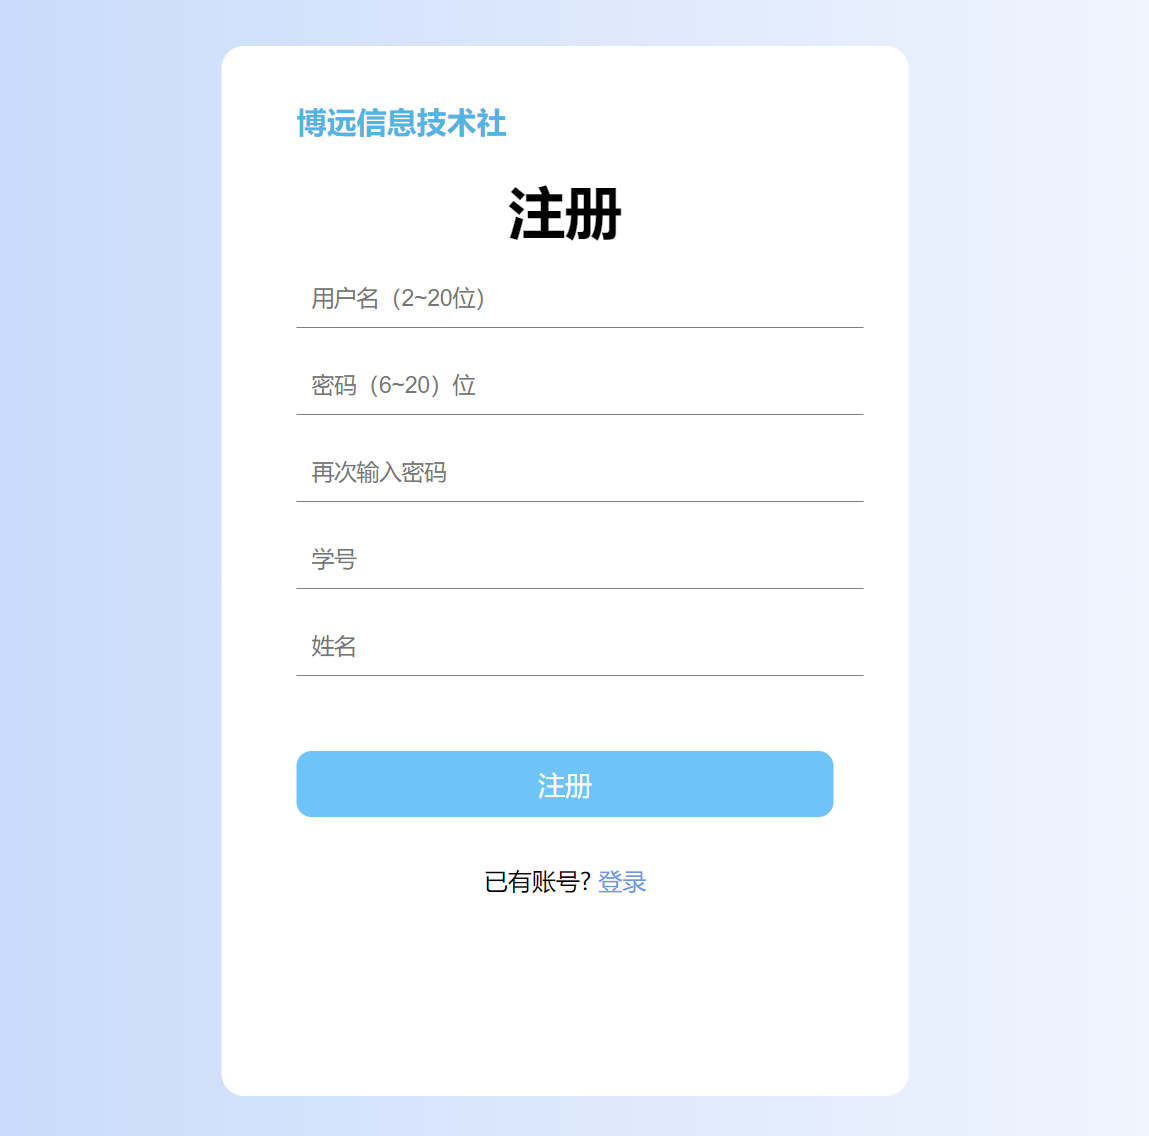 博远信息技术社
注册
用户名（2~20位）
密码（6~20）位
再次输入密码
学号
姓名
注册
已有账号? 登录